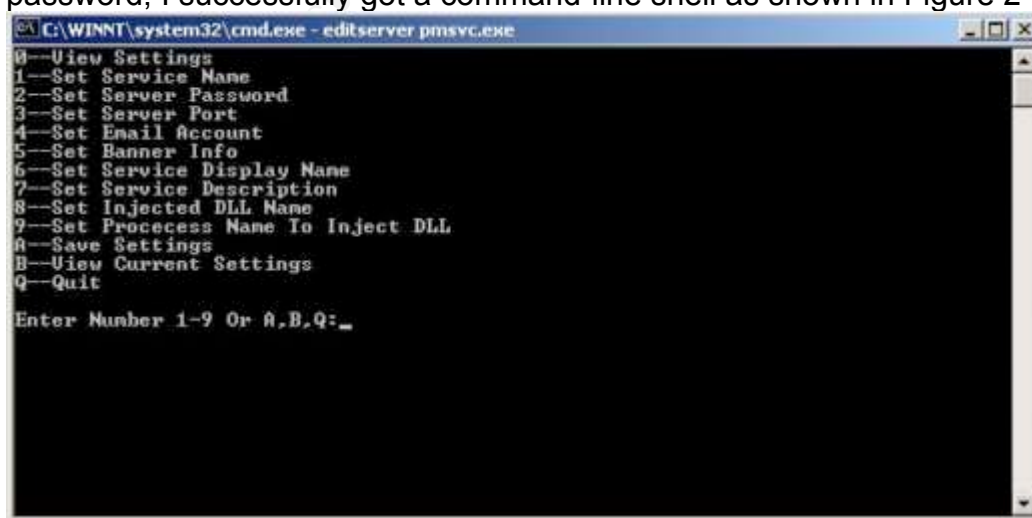 password, I successfully got a command-line shell as shown in Figure 2
C:\WINNT\system32\cmd.exe - editserver pmsvc.exe
0--View Settings
1--Set Service Name
2--Set Server Password
3--Set Server Port
4--Set Email Account
5--Set Banner Info
6--Set Service Display Name
7--Set Service Description
8--Set Injected DLL Name
9--Set Procecess Name To Inject DLL
A--Save Settings
B--View Current Settings
Q--Quit
Enter Number 1-9 Or A,B,Q:_